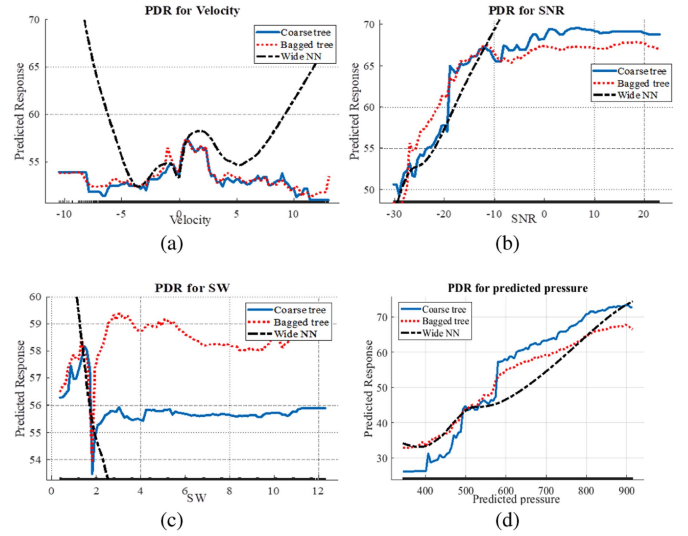 PDR for Velocity
70
65
60
55
Predicted Response
Coarse tree
Bagged tree
Wide NN
-10
-5
0
5
10
Velocity
(a)
PDR for SNR
70
65
60
55
50
Predicted Response
Coarse tree
Bagged tree
Wide NN
-30
-20
-10
0
10
20
SNR
(b)
PDR for SW
60
59
58
57
56
55
54
Predicted Response
Coarse tree
Bagged tree
Wide NN
0
2
4
6
8
10
12
SW
(c)
PDR for predicted pressure
70
60
50
40
30
Predicted Response
Coarse tree
Bagged tree
Wide NN
400
500
600
700
800
900
Predicted pressure
(d)